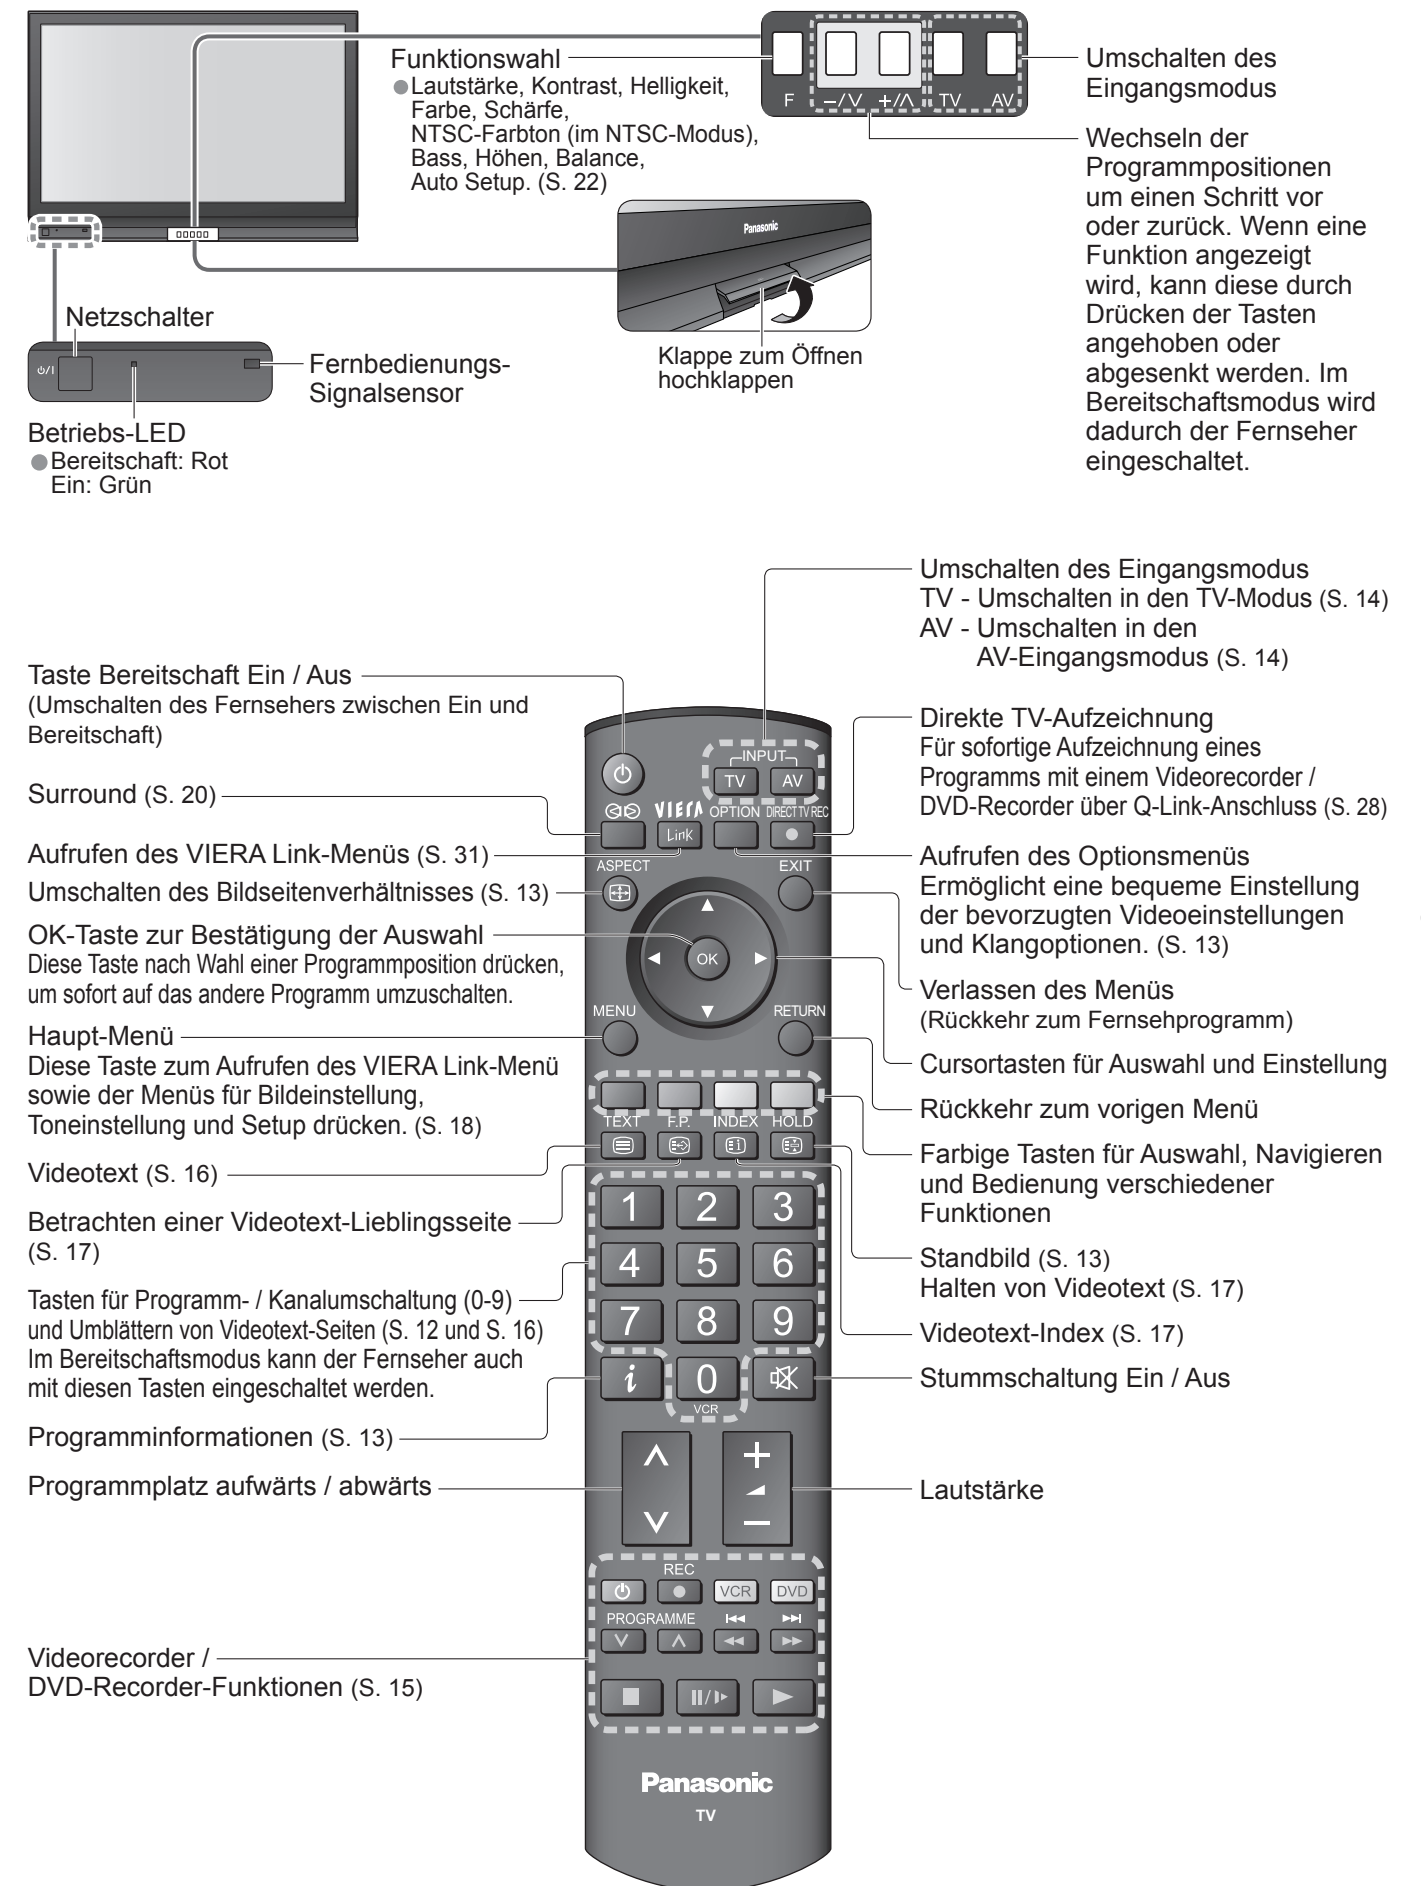 Funktionswahl
Lautstärke, Kontrast, Helligkeit,
Farbe, Schärfe,
NTSC-Farbton (im NTSC-Modus),
Bass, Höhen, Balance,
Auto Setup. (S. 22)
F
−/∨
+/∧
TV
AV
Umschalten des
Eingangsmodus
Wechseln der
Programmpositionen
um einen Schritt vor
oder zurück. Wenn eine
Funktion angezeigt
wird, kann diese durch
Drücken der Tasten
angehoben oder
abgesenkt werden. Im
Bereitschaftsmodus wird
dadurch der Fernseher
eingeschaltet.
Panasonic
Klappe zum Öffnen
hochklappen
Netzschalter
Fernbedienungs-
Signalsensor
Betriebs-LED
Bereitschaft: Rot
Ein: Grün
Umschalten des Eingangsmodus
TV - Umschalten in den TV-Modus (S. 14)
AV - Umschalten in den
AV-Eingangsmodus (S. 14)
Taste Bereitschaft Ein / Aus
(Umschalten des Fernsehers zwischen Ein und
Bereitschaft)
Surround (S. 20)
Aufrufen des VIERA Link-Menüs (S. 31)
Umschalten des Bildseitenverhältnisses (S. 13)
OK-Taste zur Bestätigung der Auswahl
Diese Taste nach Wahl einer Programmposition drücken,
um sofort auf das andere Programm umzuschalten.
Haupt-Menü
Diese Taste zum Aufrufen des VIERA Link-Menü
sowie der Menüs für Bildeinstellung,
Toneinstellung und Setup drücken. (S. 18)
Videotext (S. 16)
Betrachten einer Videotext-Lieblingsseite
(S. 17)
Tasten für Programm- / Kanalumschaltung (0-9)
und Umblättern von Videotext-Seiten (S. 12 und S. 16)
Im Bereitschaftsmodus kann der Fernseher auch
mit diesen Tasten eingeschaltet werden.
Programminformationen (S. 13)
Programmplatz aufwärts / abwärts
Videorecorder /
DVD-Recorder-Funktionen (S. 15)
INPUT
TV
AV
VIERA
OPTION
DIRECT TV REC
Link
ASPECT
EXIT
OK
MENU
RETURN
TEXT
F.P.
INDEX
HOLD
1
2
3
4
5
6
7
8
9
i
0
VCR
+
−
REC
VCR
DVD
PROGRAMME
Panasonic
TV
Direkte TV-Aufzeichnung
Für sofortige Aufzeichnung eines
Programms mit einem Videorecorder /
DVD-Recorder über Q-Link-Anschluss (S. 28)
Aufrufen des Optionsmenüs
Ermöglicht eine bequeme Einstellung
der bevorzugten Videoeinstellungen
und Klangoptionen. (S. 13)
Verlassen des Menüs
(Rückkehr zum Fernsehprogramm)
Cursortasten für Auswahl und Einstellung
Rückkehr zum vorigen Menü
Farbige Tasten für Auswahl, Navigieren
und Bedienung verschiedener
Funktionen
Standbild (S. 13)
Halten von Videotext (S. 17)
Videotext-Index (S. 17)
Stummschaltung Ein / Aus
Lautstärke